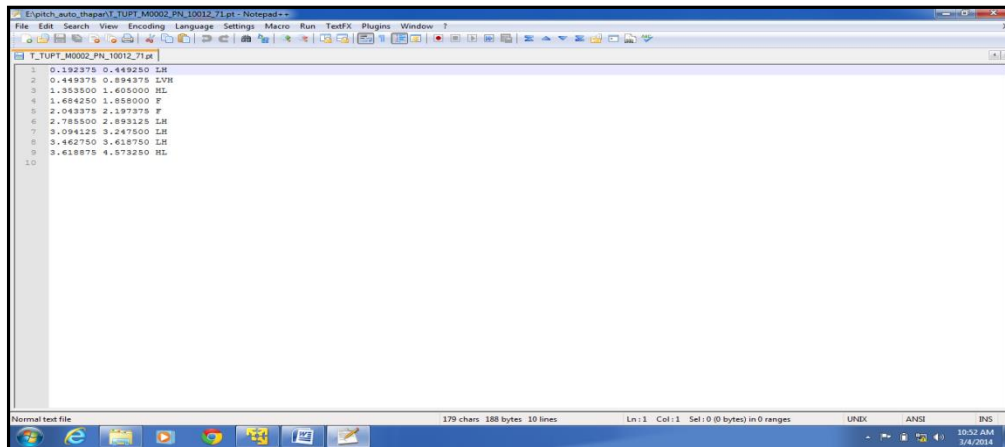 E:\pitch_auto_thapar\T_TUPT_M0002_PN_10012_71.pt - Notepad++
File Edit Search View Encoding Language Settings Macro Run TextFX Plugins Window ?
T_TUPT_M0002_PN_10012_71.pt
1 0.192375 0.449250 LH
2 0.449375 0.894375 LVH
3 1.353500 1.605000 HL
4 1.684250 1.858000 F
5 2.043375 2.197375 F
6 2.785500 2.893125 LH
7 3.094125 3.247500 LH
8 3.462750 3.618750 LH
9 3.618875 4.573250 HL
10
Normal text file 179 chars 188 bytes 10 lines Ln : 1 Col : 1 Sel : 0 (0 bytes) in 0 ranges UNIX ANSI INS
10:52 AM
3/4/2014